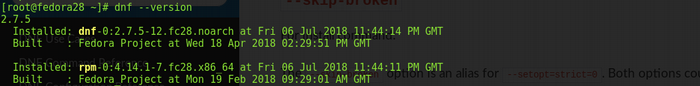 --skip-broken
[root@fedora28 ~]# dnf --version
2.7.5
  Installed: dnf-0:2.7.5-12.fc28.noarch at Fri 06 Jul 2018 11:44:14 PM GMT
  Built    : Fedora Project at Wed 18 Apr 2018 02:29:51 PM GMT

  Installed: rpm-0:4.14.1-7.fc28.x86_64 at Fri 06 Jul 2018 11:44:11 PM GMT
  Built    : Fedora Project at Mon 19 Feb 2018 09:29:01 AM GMT
option is an alias for --setopt=strict=0. Both options co